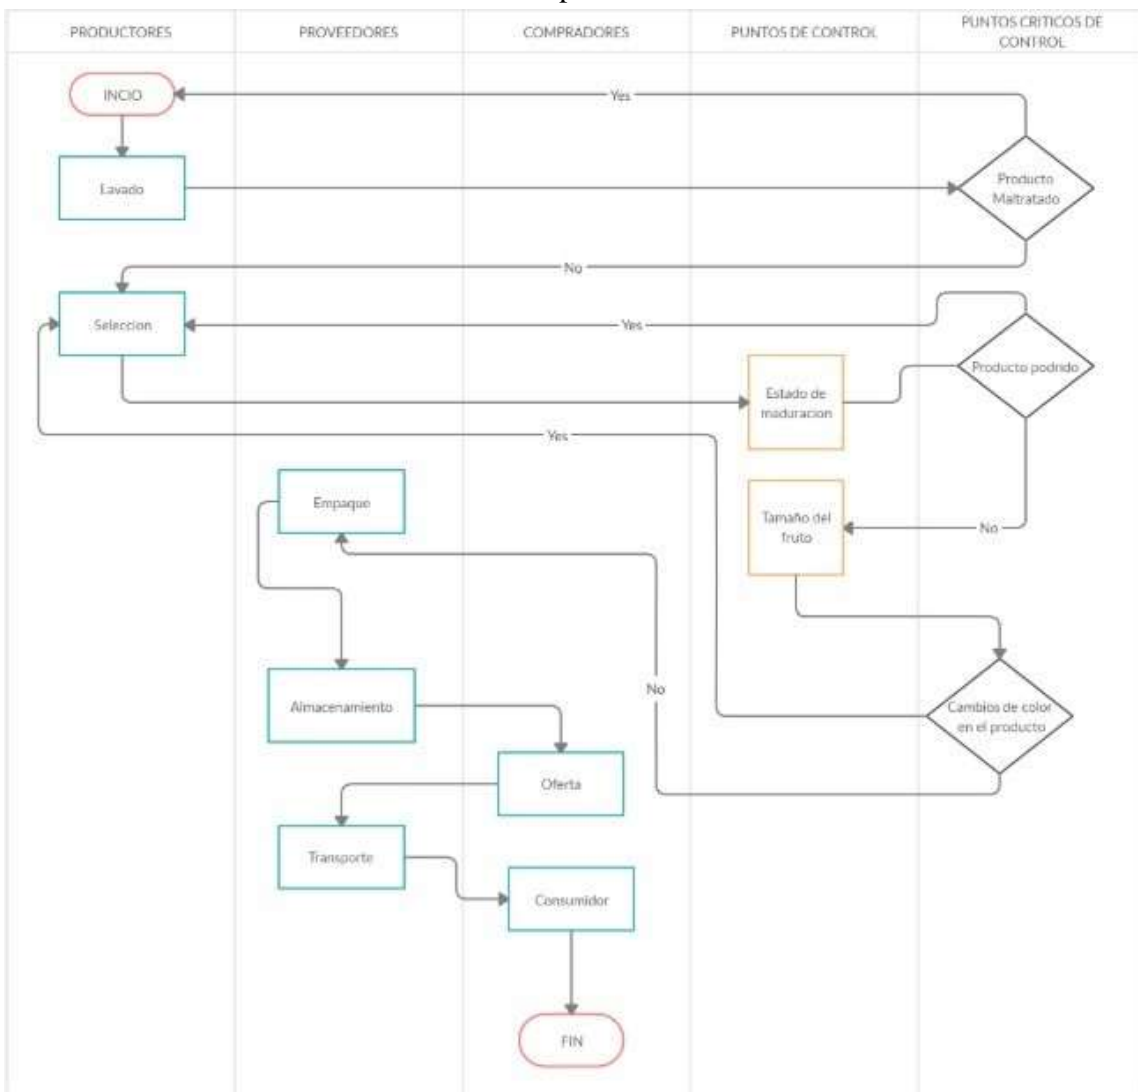 PRODUCTORES
PROVEEDORES
COMPRADORES
PUNTOS DE CONTROL
PUNTOS CRITICOS DE
CONTROL
INCIO
Yes
Lavado
Producto
Maltratado
No
Seleccion
Yes
Producto podrido
Estado de
maduracion
Yes
Empaque
Tamaño del
fruto
No
No
Almacenamiento
Cambios de color
en el producto
Oferta
Transporte
Consumidor
FIN